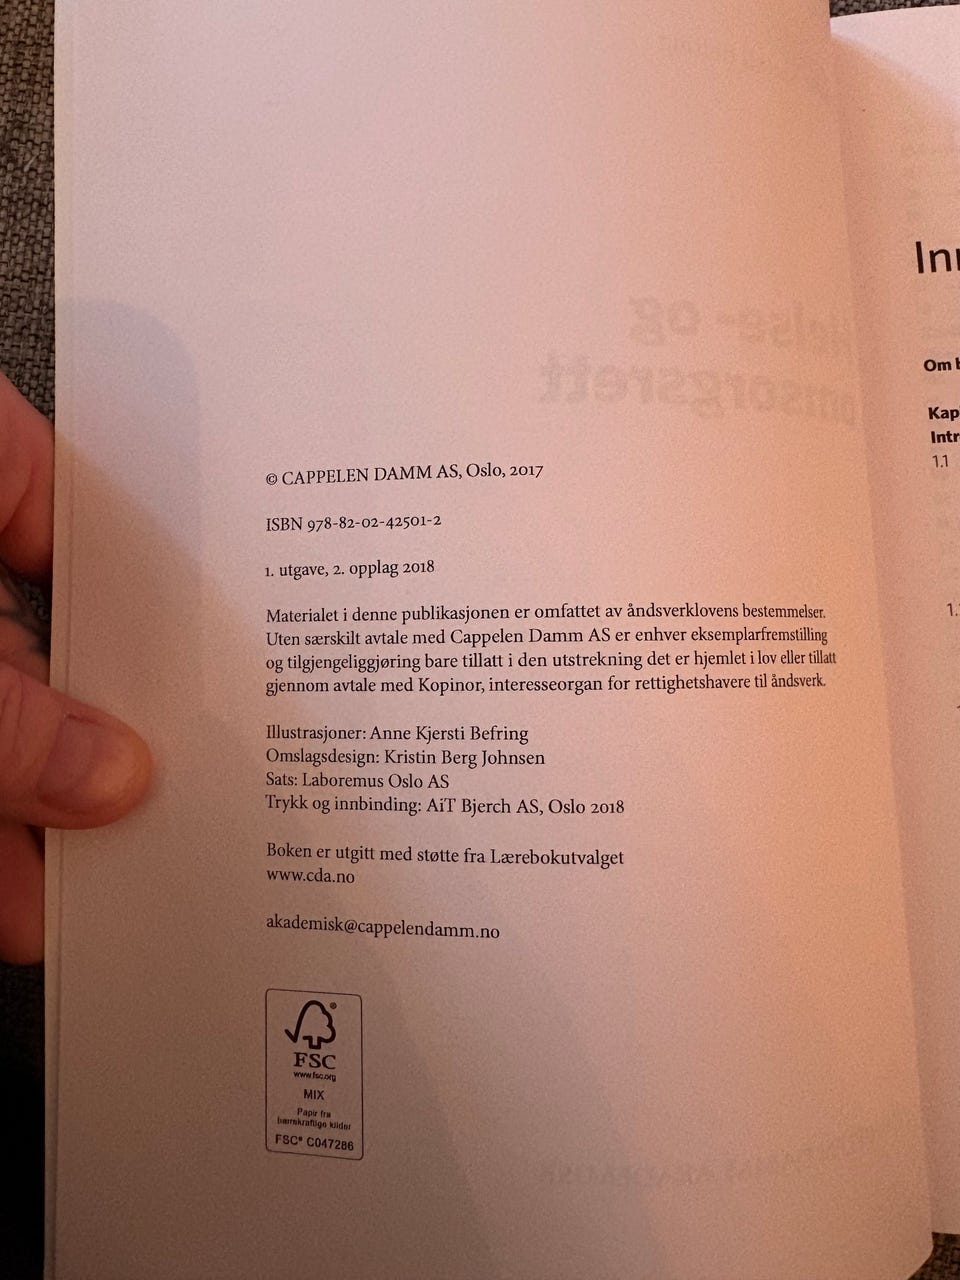 © CAPPELEN DAMM AS, Oslo, 2017
ISBN 978-82-02-42501-2
1. utgave, 2. opplag 2018
Materialet i denne publikasjonen er omfattet av åndsverklovens bestemmelser.
Uten særskilt avtale med Cappelen Damm AS er enhver eksemplarfremstilling
og tilgjengeliggjøring bare tillatt i den utstrekning det er hjemlet i lov eller tillatt
gjennom avtale med Kopinor, interesseorgan for rettighetshavere til åndsverk.
Illustrasjoner: Anne Kjersti Befring
Omslagsdesign: Kristin Berg Johnsen
Sats: Laboremus Oslo AS
Trykk og innbinding: AiT Bjerch AS, Oslo 2018
Boken er utgitt med støtte fra Lærebokutvalget
www.cda.no
akademisk@cappelendamm.no
FSC
www.fsc.org
MIX
Papir fra
bærekraftige kilder
FSC® C047286
Om
1.1